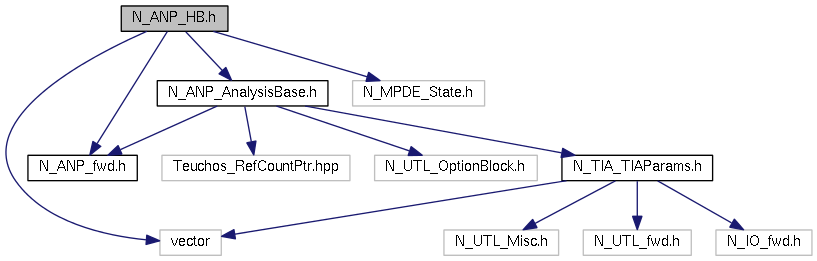 N_ANP_HB.h
N_ANP_AnalysisBase.h
N_MPDE_State.h
N_ANP_fwd.h
Teuchos_RefCountPtr.hpp
N_UTL_OptionBlock.h
N_TIA_TIAParams.h
vector
N_UTL_Misc.h
N_UTL_fwd.h
N_IO_fwd.h